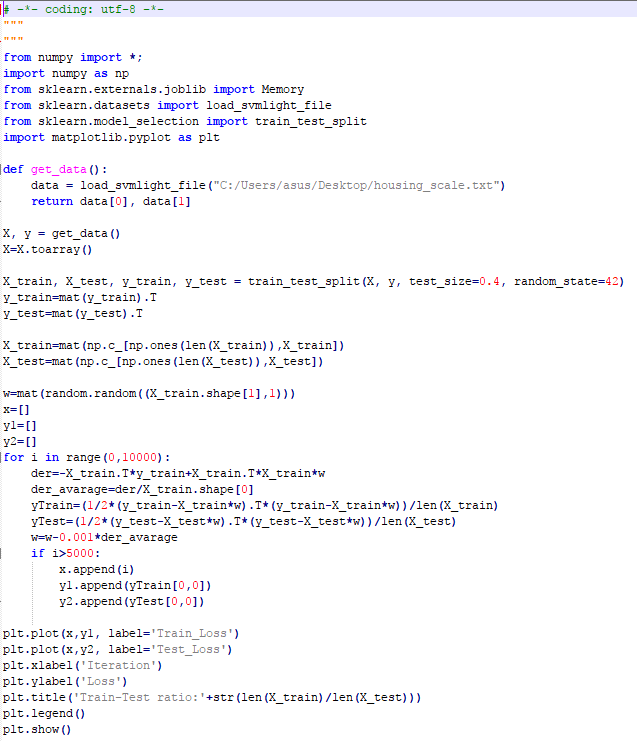 # -*- coding: utf-8 -*-
"""
"""
from numpy import *;
import numpy as np
from sklearn.externals.joblib import Memory
from sklearn.datasets import load_svmlight_file
from sklearn.model_selection import train_test_split
import matplotlib.pyplot as plt

def get_data():
    data = load_svmlight_file("C:/Users/asus/Desktop/housing_scale.txt")
    return data[0], data[1]

X, y = get_data()
X=X.toarray()

X_train, X_test, y_train, y_test = train_test_split(X, y, test_size=0.4, random_state=42)
y_train=mat(y_train).T
y_test=mat(y_test).T

X_train=mat(np.c_[np.ones(len(X_train)),X_train])
X_test=mat(np.c_[np.ones(len(X_test)),X_test])

w=mat(random.random((X_train.shape[1],1)))
x=[]
y1=[]
y2=[]
for i in range(0,10000):
    der=-X_train.T*y_train+X_train.T*X_train*w
    der_avarage=der/X_train.shape[0]
    yTrain=(1/2*(y_train-X_train*w).T*(y_train-X_train*w))/len(X_train)
    yTest=(1/2*(y_test-X_test*w).T*(y_test-X_test*w))/len(X_test)
    w=w-0.001*der_avarage
    if i>5000:
        x.append(i)
        y1.append(yTrain[0,0])
        y2.append(yTest[0,0])

plt.plot(x,y1, label='Train_Loss')
plt.plot(x,y2, label='Test_Loss')
plt.xlabel('Iteration')
plt.ylabel('Loss')
plt.title('Train-Test ratio:'+str(len(X_train)/len(X_test)))
plt.legend()
plt.show()